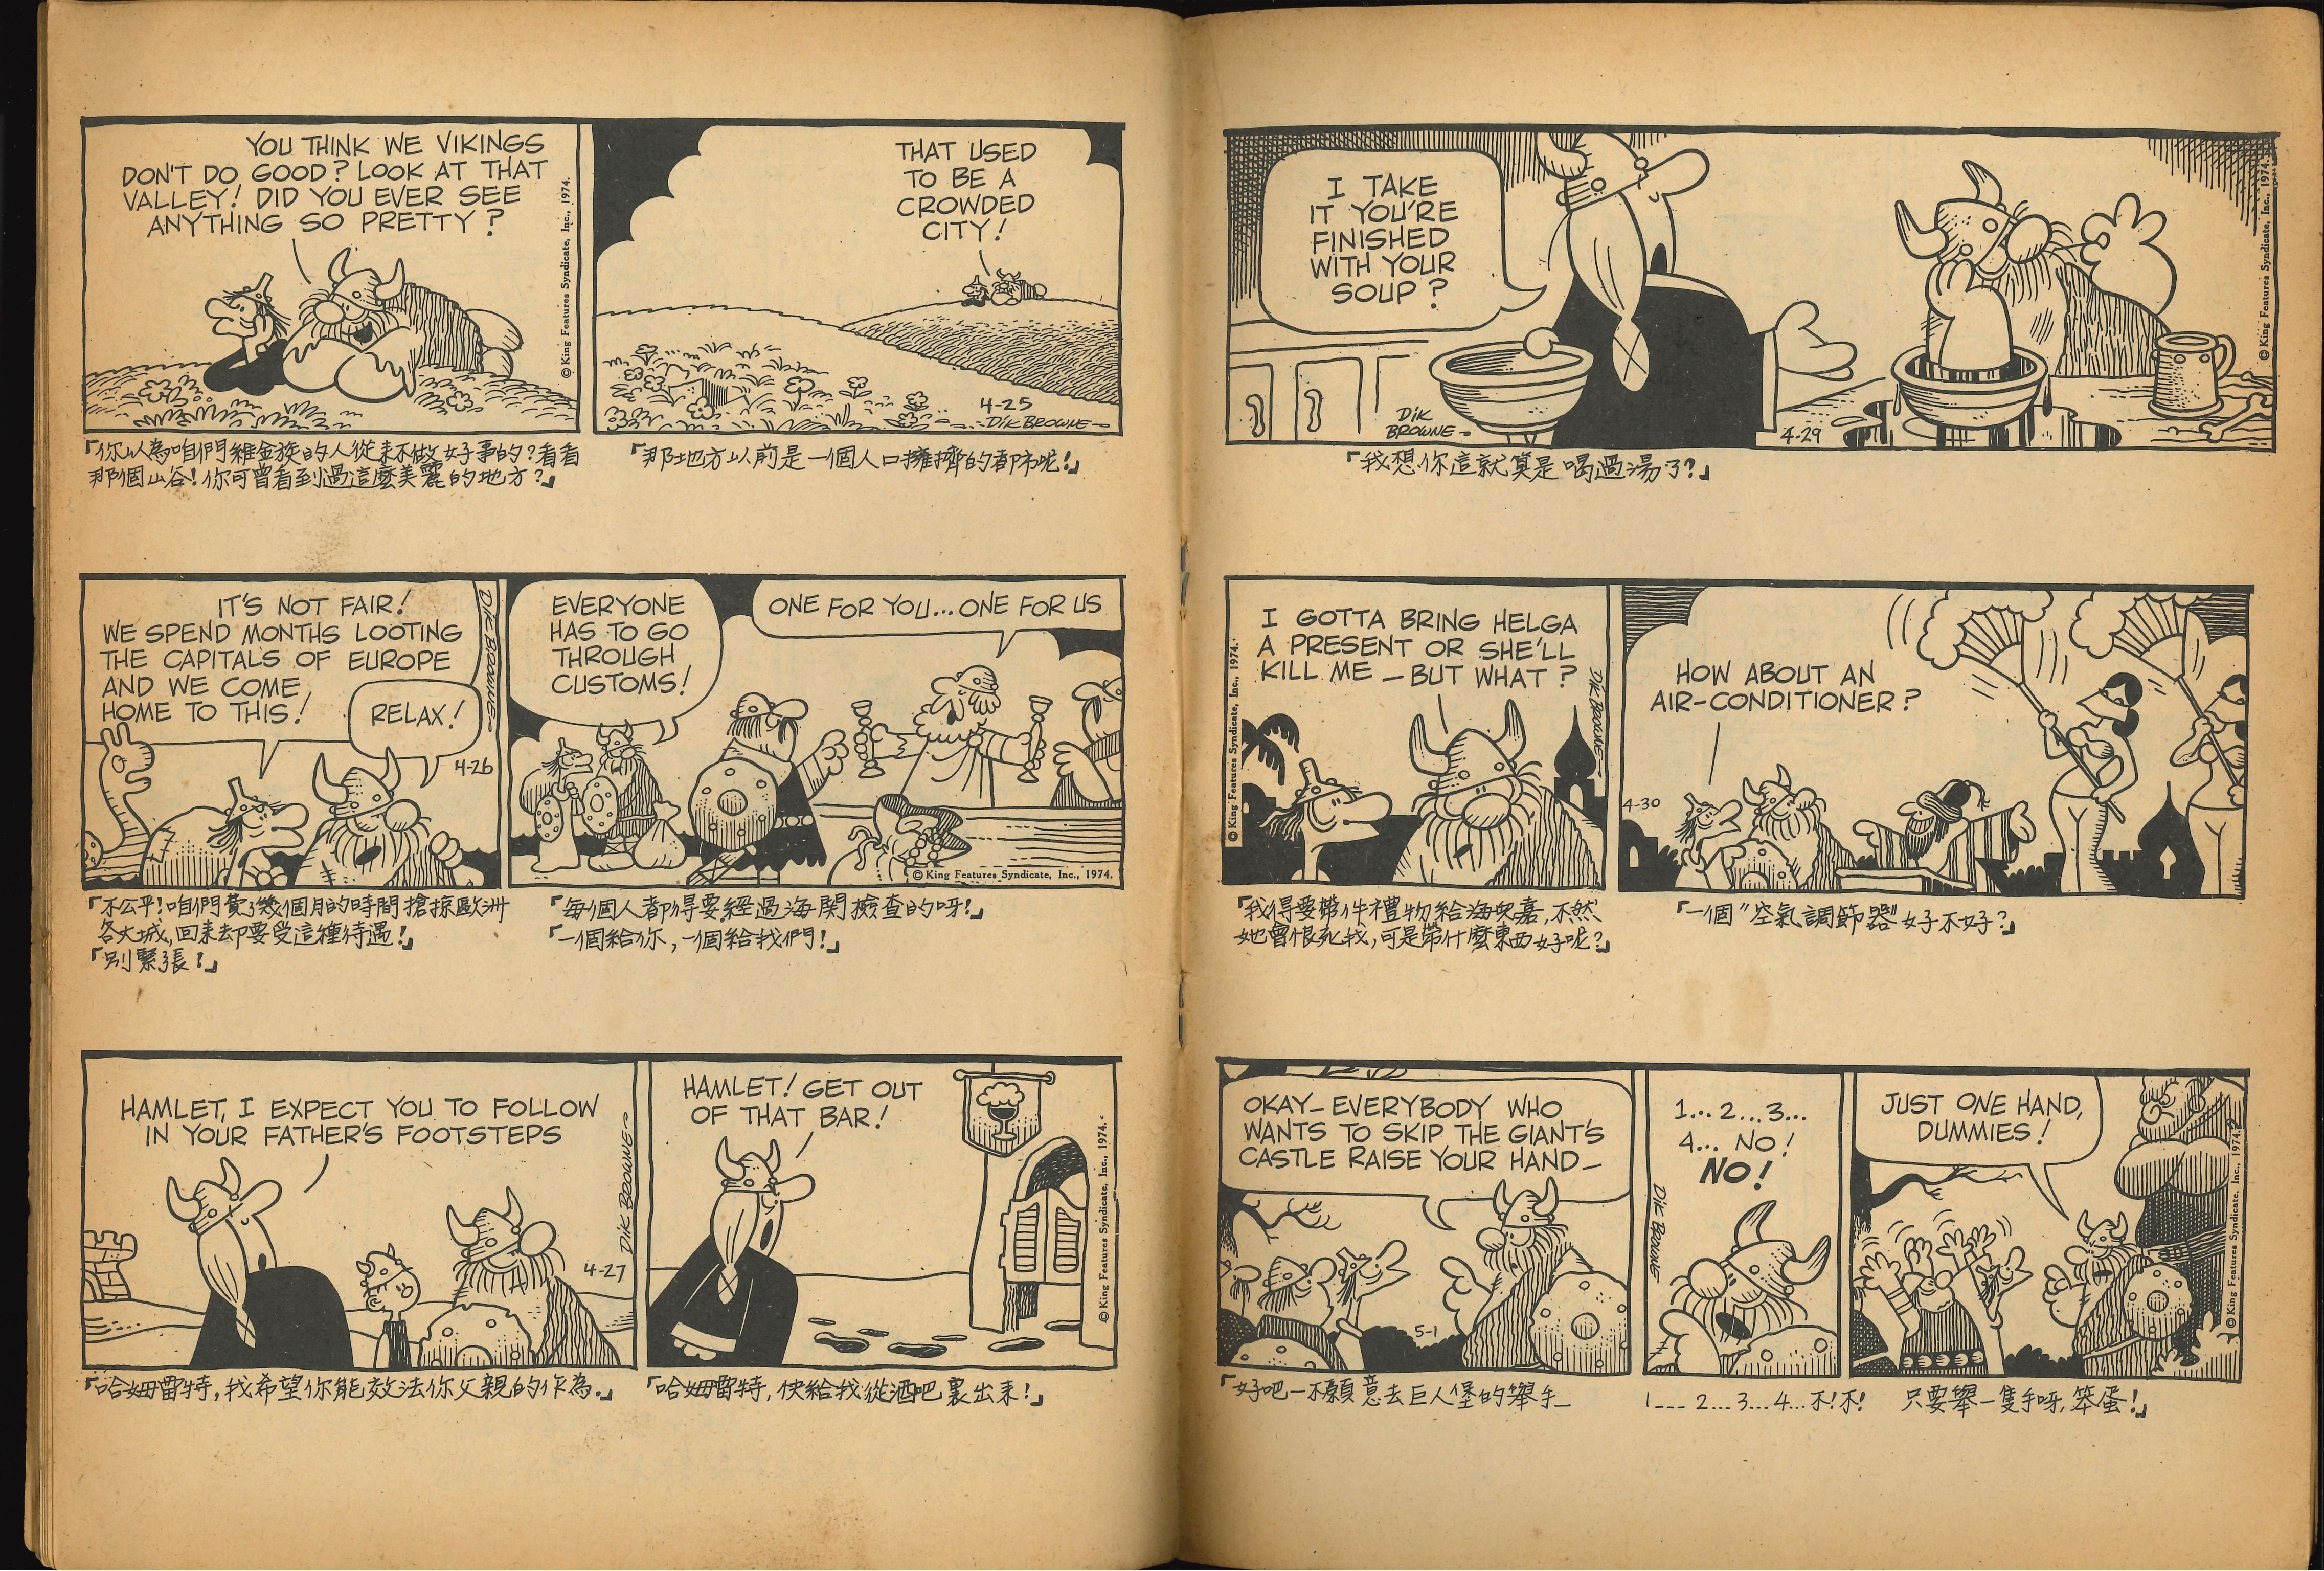 YOU THINK WE VIKINGS
DON'T DO GOOD? LOOK AT THAT
VALLEY! DID YOU EVER SEE
ANYTHING SO PRETTY?
© King Features Syndicate, Inc., 1974.
THAT USED
TO BE A
CROWDED
CITY!
4-25
DIK BROWNE
「你以為咱們維金族的人從來不做好事的?看看
那個山谷!你可曾看到過這麼美麗的地方?」
「那地方以前是一個人口擁擠的都市呢!」
IT'S NOT FAIR!
WE SPEND MONTHS LOOTING
THE CAPITALS OF EUROPE
AND WE COME
HOME TO THIS!
RELAX!
DIK BROWNE
4-26
EVERYONE
HAS TO GO
THROUGH
CUSTOMS!
ONE FOR YOU...ONE FOR US
© King Features Syndicate, Inc., 1974.
「不公平!咱們費了幾個月的時間搶掠歐洲
各大城,回來却要受這種待遇!」
「別緊張!」
「每個人都得要經過海関檢查的呀!」
「一個給你,一個給我們!」
HAMLET, I EXPECT YOU TO FOLLOW
IN YOUR FATHER'S FOOTSTEPS
DIK BROWNE
4-27
HAMLET! GET OUT
OF THAT BAR!
© King Features Syndicate, Inc., 1974.
「哈姆雷特,我希望你能效法你父親的作為.」
「哈姆雷特,快給我從酒吧裏出來!」
I TAKE
IT YOU'RE
FINISHED
WITH YOUR
SOUP?
DIK
BROWNE
4-29
© King Features Syndicate, Inc., 1974.
「我想你這就算是喝過湯了?」
I GOTTA BRING HELGA
A PRESENT OR SHE'LL
KILL ME — BUT WHAT?
© King Features Syndicate, Inc., 1974.
DIK BROWNE
HOW ABOUT AN
AIR-CONDITIONER?
4-30
「我得要帶件禮物給海兒嘉,不然
她會恨死我,可是帶什麼東西好呢?」
「一個"空氣調節器"好不好?」
OKAY— EVERYBODY WHO
WANTS TO SKIP THE GIANT'S
CASTLE RAISE YOUR HAND—
5-1
1... 2... 3...
4... NO!
NO!
DIK BROWNE
JUST ONE HAND,
DUMMIES!
© King Features Syndicate, Inc., 1974.
「好吧—不願意去巨人堡的舉手—
1--- 2... 3... 4... 不!不!
只要舉一隻手呀,笨蛋!」